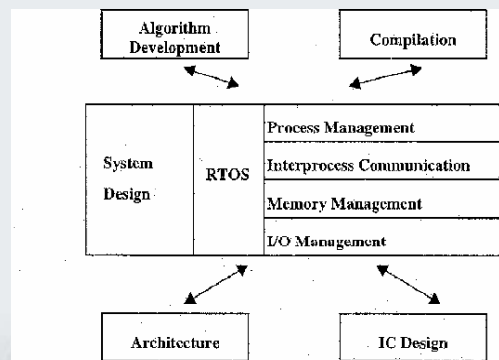 Algorithm
Development
Compilation
System
Design
RTOS
Process Management
Interprocess Communication
Memory Management
I/O Management
Architecture
IC Design